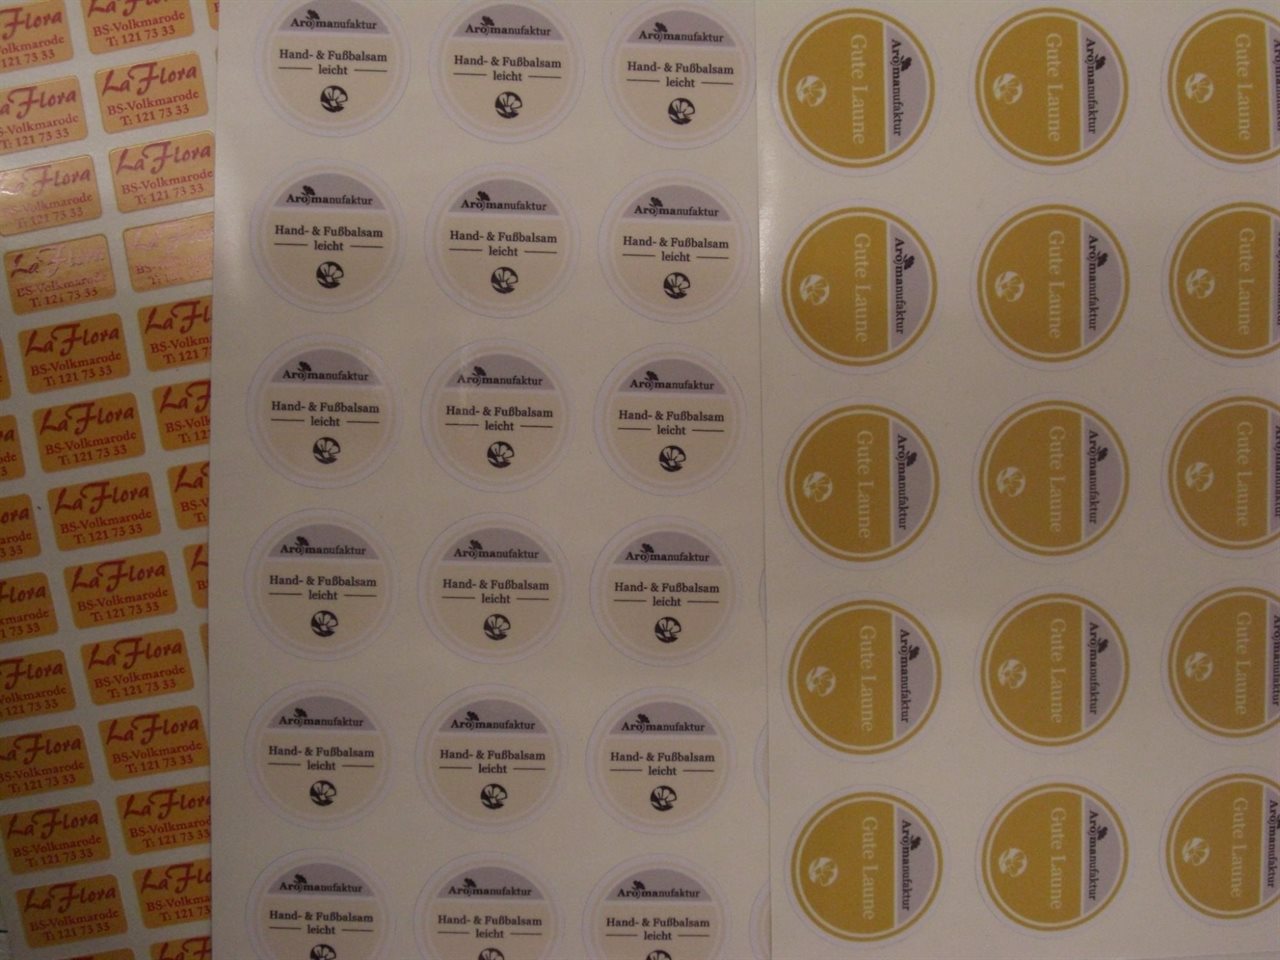 La Flora
BS-Volkmarode
T: 121 73 33
Aromanufaktur
Hand- & Fußbalsam
leicht
Aromanufaktur
Gute Laune